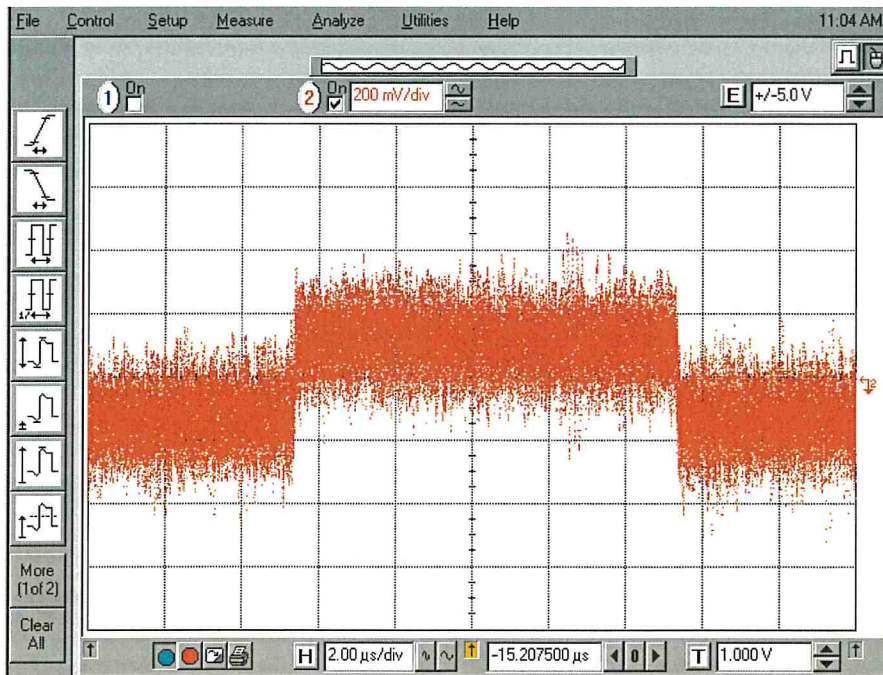 File Control Setup Measure Analyze Utilities Help 11:04 AM
1 On 2 On 200 mV/div E +/-5.0 V
2
1/
More
(1of 2)
Clear
All
H 2.00 µs/div -15.207500 µs 0 T 1.000 V